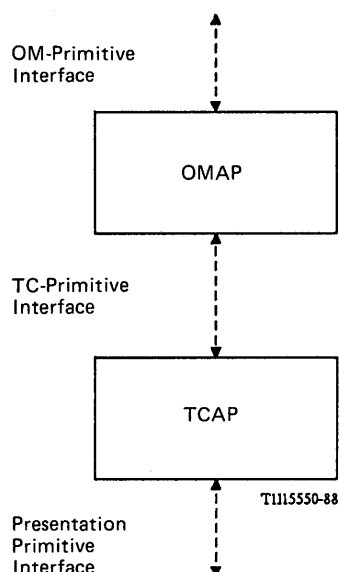 OM-Primitive
Interface
OMAP
TC-Primitive
Interface
TCAP
T1115550-88
Presentation
Primitive
Interface